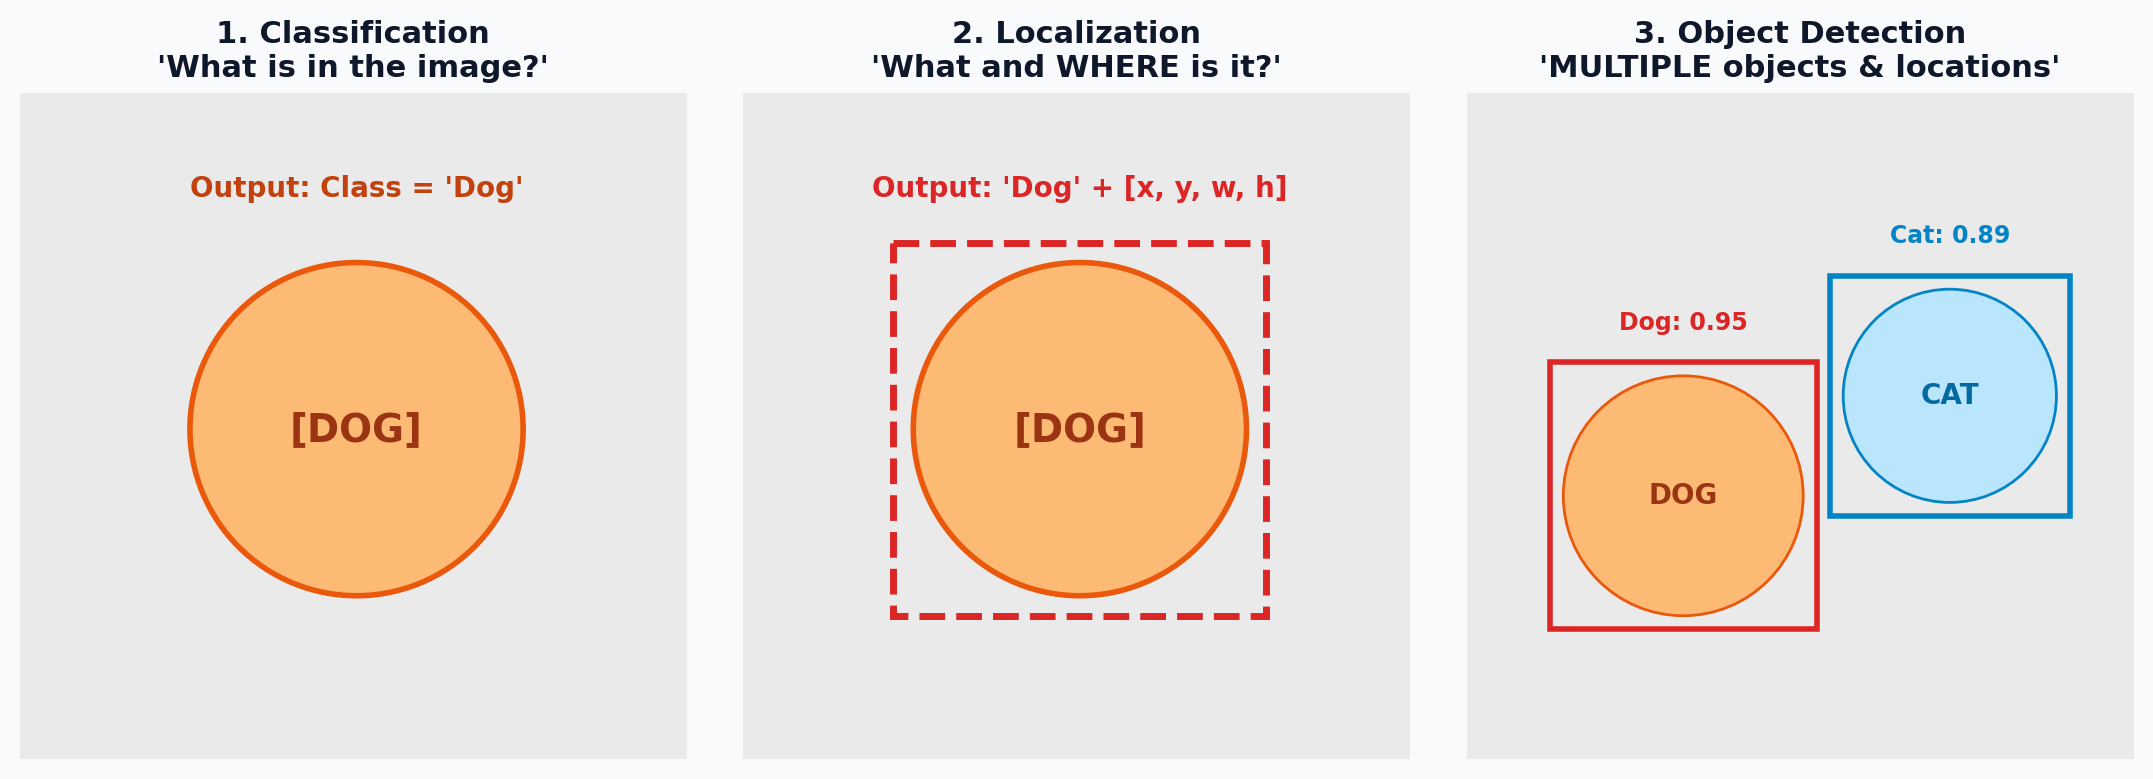 1. Classification
'What is in the image?'
Output: Class = 'Dog'
[DOG]
2. Localization
'What and WHERE is it?'
Output: 'Dog' + [x, y, w, h]
[DOG]
3. Object Detection
'MULTIPLE objects & locations'
Cat: 0.89
Dog: 0.95
CAT
DOG